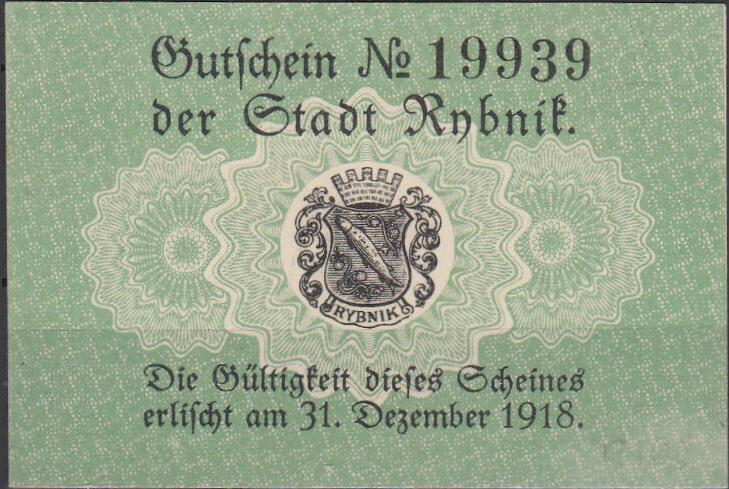 Gutschein No 19939
der Stadt Rybnik.
RYBNIK
Die Gültigkeit dieses Scheines
erlischt am 31. Dezember 1918.